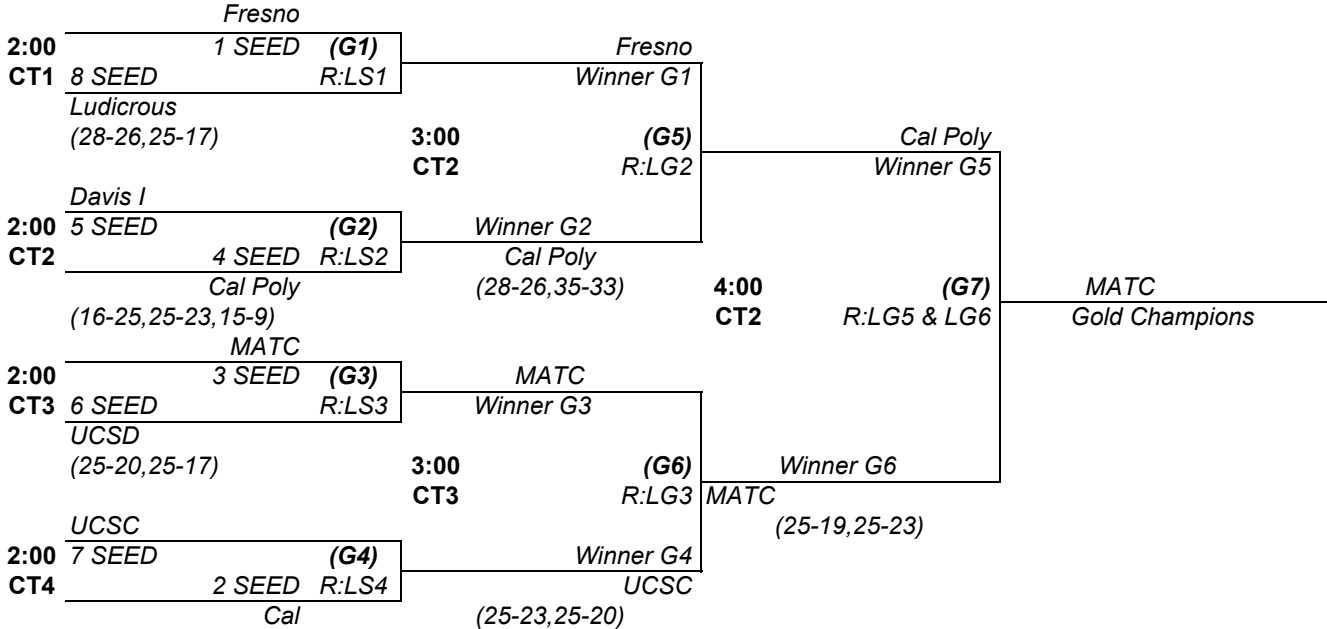 Fresno
2:00 1 SEED (G1) Fresno
CT1 8 SEED R:LS1 Winner G1
Ludicrous
(28-26,25-17) 3:00 (G5) Cal Poly
CT2 R:LG2 Winner G5
Davis I
2:00 5 SEED (G2) Winner G2
CT2 4 SEED R:LS2 Cal Poly
Cal Poly (28-26,35-33) 4:00 (G7) MATC
(16-25,25-23,15-9) CT2 R:LG5 & LG6 Gold Champions
MATC
2:00 3 SEED (G3) MATC
CT3 6 SEED R:LS3 Winner G3
UCSD
(25-20,25-17) 3:00 (G6) Winner G6
CT3 R:LG3 MATC
UCSC (25-19,25-23)
2:00 7 SEED (G4) Winner G4
CT4 2 SEED R:LS4 UCSC
Cal (25-23,25-20)